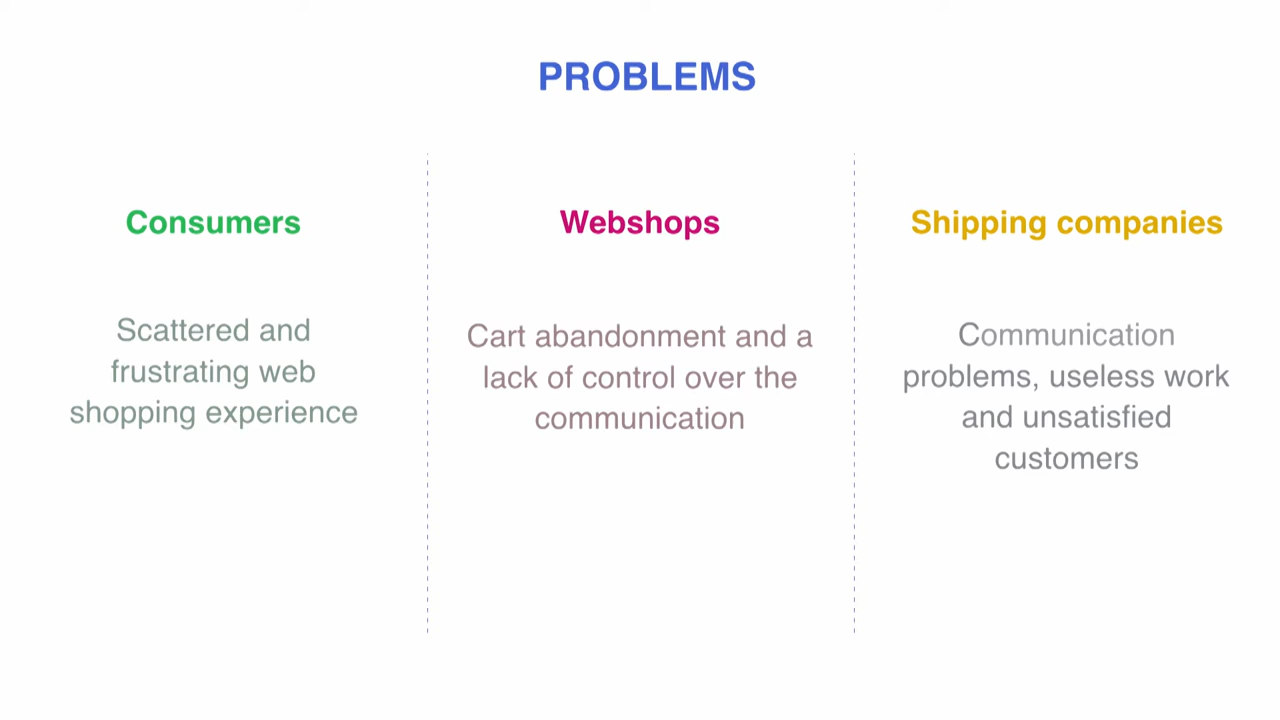 PROBLEMS
Consumers
Scattered and
frustrating web
shopping experience
Webshops
Cart abandonment and a
lack of control over the
communication
Shipping companies
Communication
problems, useless work
and unsatisfied
customers